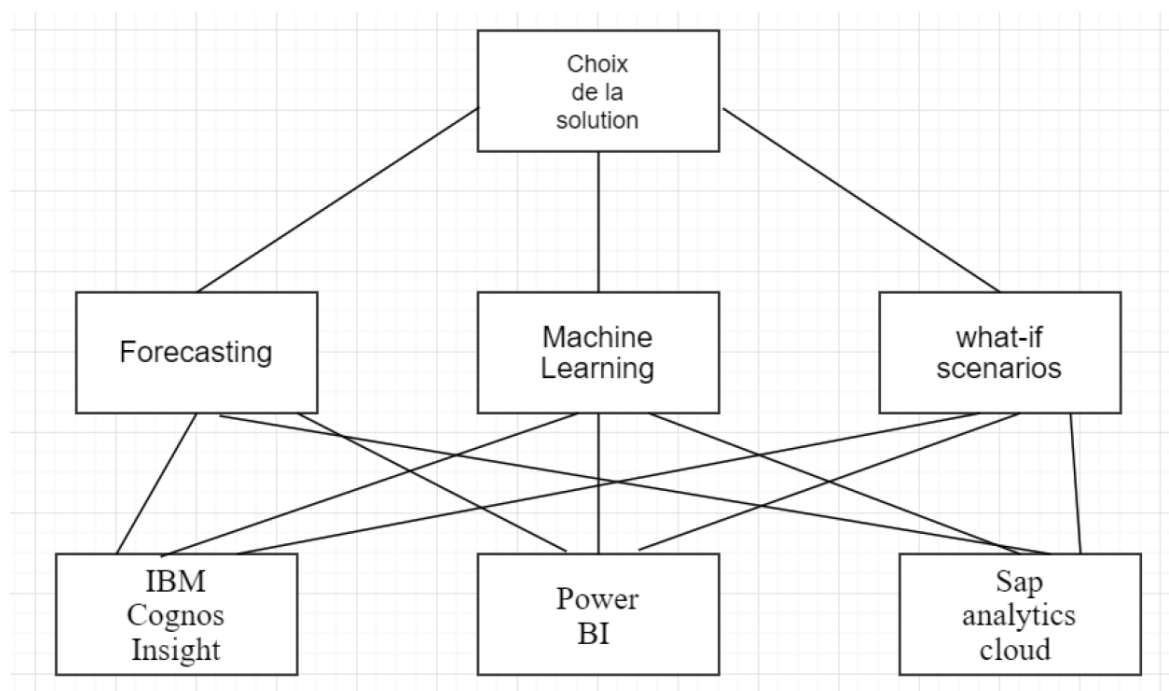 Choix
de la
solution
Forecasting
Machine
Learning
what-if
scenarios
IBM
Cognos
Insight
Power
BI
Sap
analytics
cloud